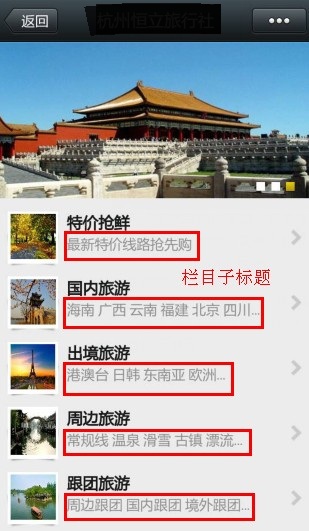 返回
杭州恒立旅行社
特价抢鲜
最新特价线路抢先购
栏目子标题
国内旅游
海南 广西 云南 福建 北京 四川...
出境旅游
港澳台 日韩 东南亚 欧洲...
周边旅游
常规线 温泉 滑雪 古镇 漂流...
跟团旅游
周边跟团 国内跟团 境外跟团...